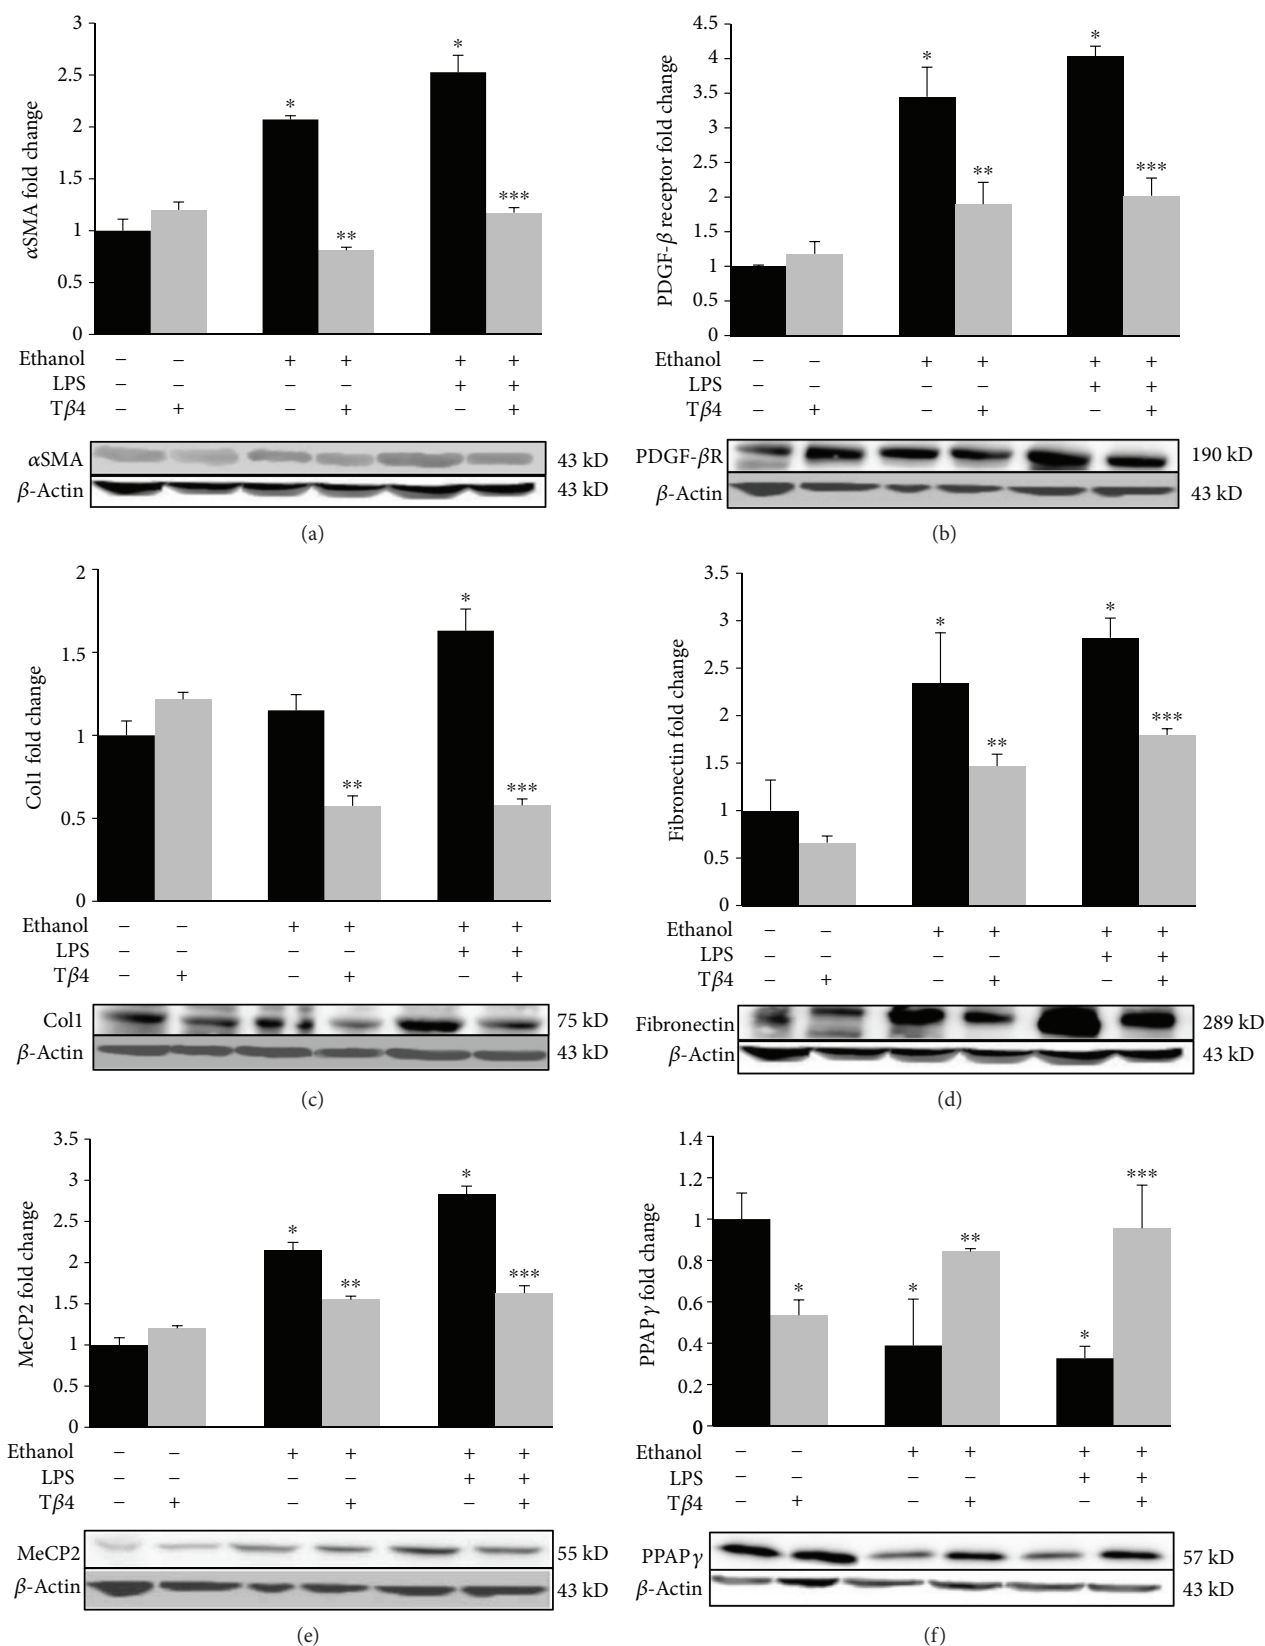 3
2.5
2
1.5
1
0.5
0
αSMA fold change
*
*
**
***
Ethanol – – + + + +
LPS – – – – + +
Tβ4 – + – + – +
αSMA 43 kD
β-Actin 43 kD
(a)
4.5
4
3.5
3
2.5
2
1.5
1
0.5
0
PDGF-β receptor fold change
*
*
**
***
Ethanol – – + + + +
LPS – – – – + +
Tβ4 – + – + – +
PDGF-βR 190 kD
β-Actin 43 kD
(b)
2
1.5
1
0.5
0
Col1 fold change
*
**
***
Ethanol – – + + + +
LPS – – – – + +
Tβ4 – + – + – +
Col1 75 kD
β-Actin 43 kD
(c)
3.5
3
2.5
2
1.5
1
0.5
0
Fibronectin fold change
*
*
**
***
Ethanol – – + + + +
LPS – – – – + +
Tβ4 – + – + – +
Fibronectin 289 kD
β-Actin 43 kD
(d)
3.5
3
2.5
2
1.5
1
0.5
0
MeCP2 fold change
*
*
**
***
Ethanol – – + + + +
LPS – – – – + +
Tβ4 – + – + – +
MeCP2 55 kD
β-Actin 43 kD
(e)
1.4
1.2
1
0.8
0.6
0.4
0.2
0
PPAPγ fold change
***
**
*
*
*
Ethanol – – + + + +
LPS – – – – + +
Tβ4 – + – + – +
PPAPγ 57 kD
β-Actin 43 kD
(f)